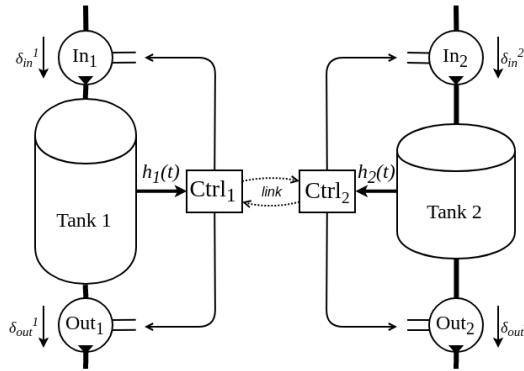 In₁
δᵢₙ¹
Tank 1
h₁(t)
Ctrl₁
link
Out₁
δₒᵤₜ¹
In₂
δᵢₙ²
h₂(t)
Ctrl₂
Tank 2
Out₂
δₒᵤₜ